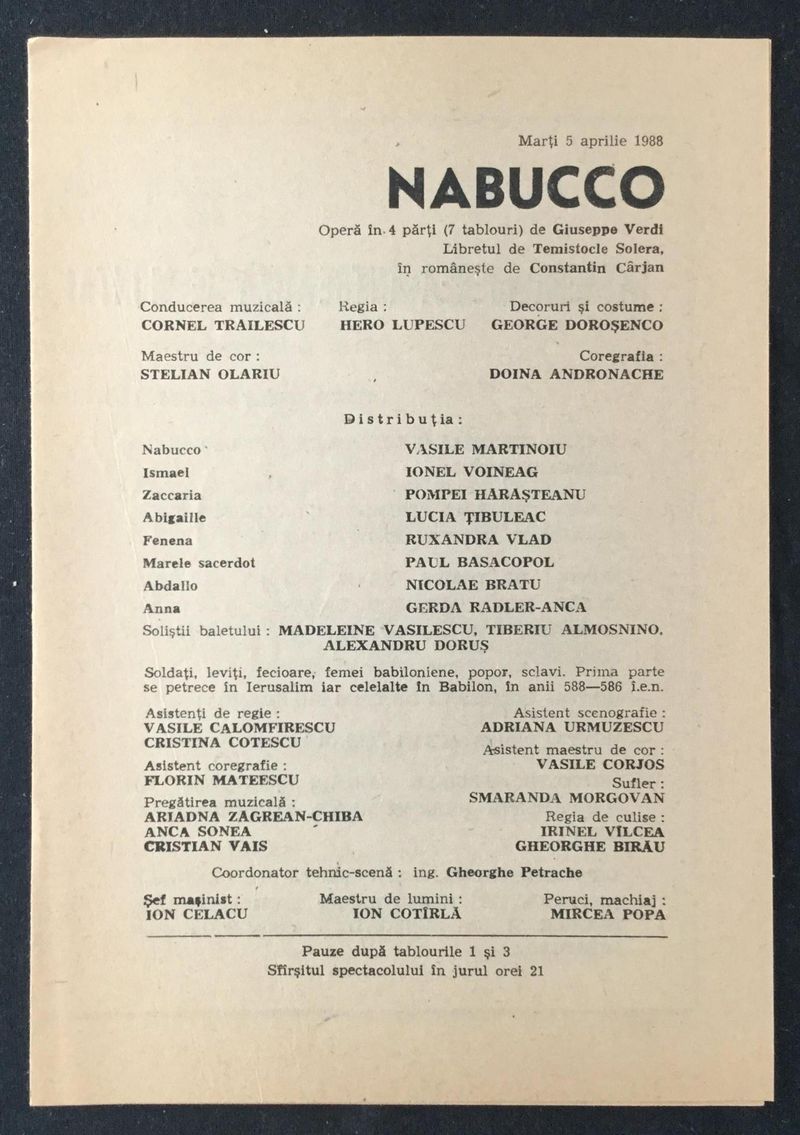 Marți 5 aprilie 1988
NABUCCO
Operă în 4 părți (7 tablouri) de Giuseppe Verdi
Libretul de Temistocle Solera,
în românește de Constantin Cârjan
Conducerea muzicală : Regia : Decoruri și costume :
CORNEL TRAILESCU HERO LUPESCU GEORGE DOROȘENCO
Maestru de cor : Coregrafia :
STELIAN OLARIU DOINA ANDRONACHE
Distribuția :
Nabucco VASILE MARTINOIU
Ismael IONEL VOINEAG
Zaccaria POMPEI HĂRĂȘTEANU
Abigaille LUCIA ȚIBULEAC
Fenena RUXANDRA VLAD
Marele sacerdot PAUL BASACOPOL
Abdallo NICOLAE BRATU
Anna GERDA RADLER-ANCA
Soliștii baletului : MADELEINE VASILESCU, TIBERIU ALMOSNINO,
ALEXANDRU DORUȘ
Soldați, leviți, fecioare, femei babiloniene, popor, sclavi. Prima parte
se petrece în Ierusalim iar celelalte în Babilon, în anii 588—586 î.e.n.
Asistenți de regie : Asistent scenografie :
VASILE CALOMFIRESCU ADRIANA URMUZESCU
CRISTINA COTESCU Asistent maestru de cor :
Asistent coregrafie : VASILE CORJOS
FLORIN MATEESCU Sufler :
Pregătirea muzicală : SMARANDA MORGOVAN
ARIADNA ZĂGREAN-CHIBA Regia de culise :
ANCA SONEA IRINEL VÎLCEA
CRISTIAN VAIS GHEORGHE BIRĂU
Coordonator tehnic-scenă : ing. Gheorghe Petrache
Șef mașinist : Maestru de lumini : Peruci, machiaj :
ION CELACU ION COTÎRLĂ MIRCEA POPA
Pauze după tablourile 1 și 3
Sfîrșitul spectacolului în jurul orei 21